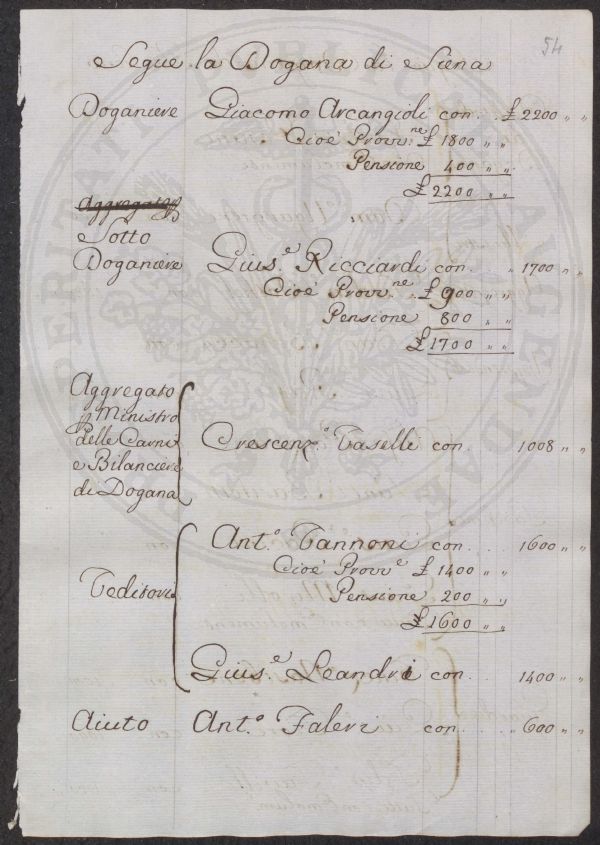 54
Segue la Dogana di Siena
Doganiere Giacomo Arcangioli con . . £ 2200 " "
Cioè Provv:ne £ 1800 " "
Pensione 400 " "
£ 2200 " "
Sotto
Doganiere Gius.e Ricciardi con . " 1700 " "
Cioè Provv:ne £ 900 " "
Pensione 800 " "
£ 1700 " "
Aggregato
p Ministro
delle Carni
e Bilanciere
di Dogana
Crescenz.o Taselli con . 1008 " "
Ant.o Tannoni con . . . 1600 " "
Cioè Provv.e £ 1400 " "
Pensione 200 " "
£ 1600 " "
Gius.e Leandri con . . 1400 " "
Aiuto Ant.o Faleri con . . . " 600 " "